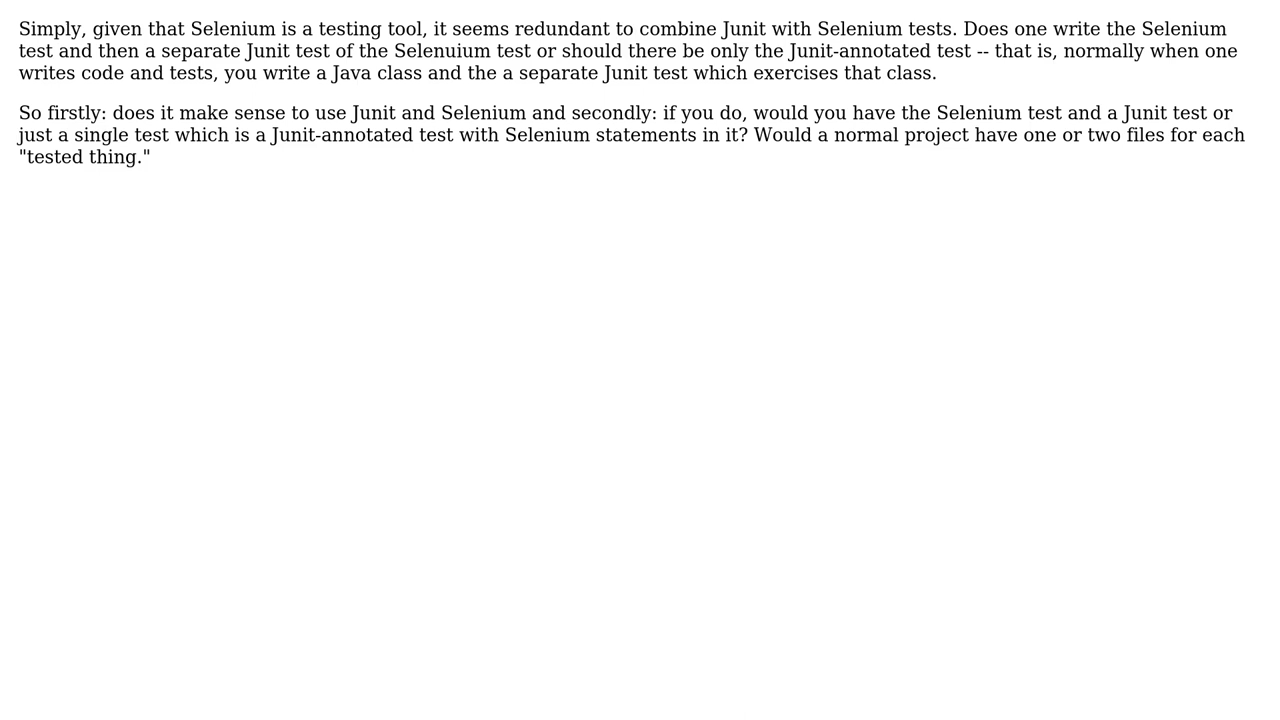 Simply, given that Selenium is a testing tool, it seems redundant to combine Junit with Selenium tests. Does one write the Selenium
test and then a separate Junit test of the Selenuium test or should there be only the Junit-annotated test -- that is, normally when one
writes code and tests, you write a Java class and the a separate Junit test which exercises that class.
So firstly: does it make sense to use Junit and Selenium and secondly: if you do, would you have the Selenium test and a Junit test or
just a single test which is a Junit-annotated test with Selenium statements in it? Would a normal project have one or two files for each
"tested thing."